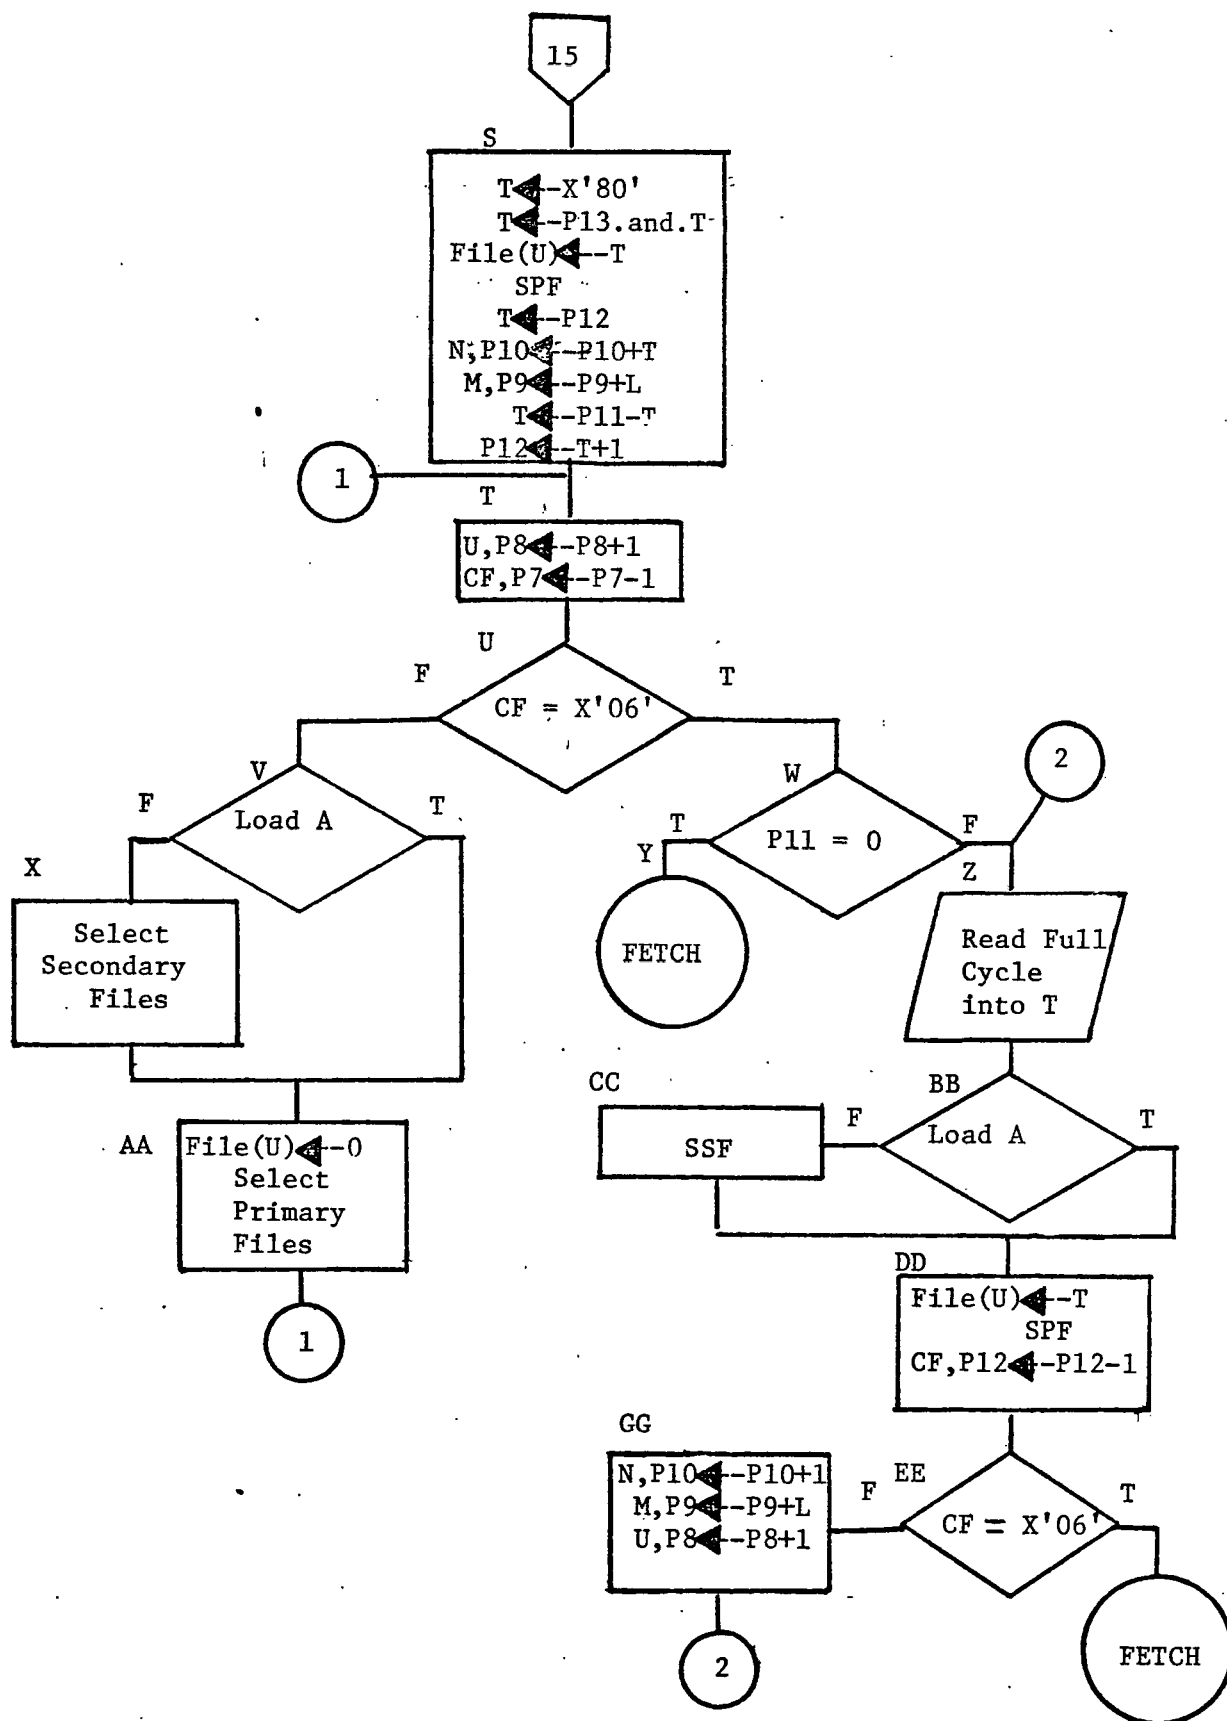 15
S
T◄--X'80'
T◄--P13.and.T
File(U)◄--T
SPF
T◄--P12
N,P10◄--P10+T
M,P9◄--P9+L
T◄--P11-T
P12◄--T+1
1
T
U,P8◄--P8+1
CF,P7◄--P7-1
U
F
T
CF = X'06'
V
F
Load A
T
W
T
P11 = 0
F
2
X
Select
Secondary
Files
Y
FETCH
Z
Read Full
Cycle
into T
AA
File(U)◄--0
Select
Primary
Files
1
BB
CC
SSF
F
Load A
T
DD
File(U)◄--T
SPF
CF,P12◄--P12-1
GG
N,P10◄--P10+1
M,P9◄--P9+L
U,P8◄--P8+1
F
EE
CF = X'06'
T
2
FETCH